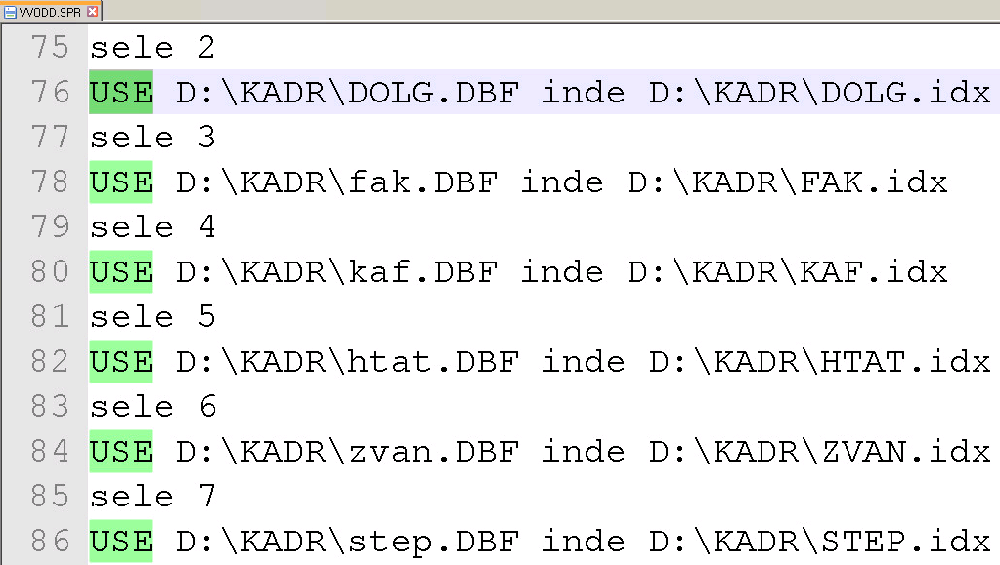 VVODD.SPR
75 sele 2
76 USE D:\KADR\DOLG.DBF inde D:\KADR\DOLG.idx
77 sele 3
78 USE D:\KADR\fak.DBF inde D:\KADR\FAK.idx
79 sele 4
80 USE D:\KADR\kaf.DBF inde D:\KADR\KAF.idx
81 sele 5
82 USE D:\KADR\htat.DBF inde D:\KADR\HTAT.idx
83 sele 6
84 USE D:\KADR\zvan.DBF inde D:\KADR\ZVAN.idx
85 sele 7
86 USE D:\KADR\step.DBF inde D:\KADR\STEP.idx